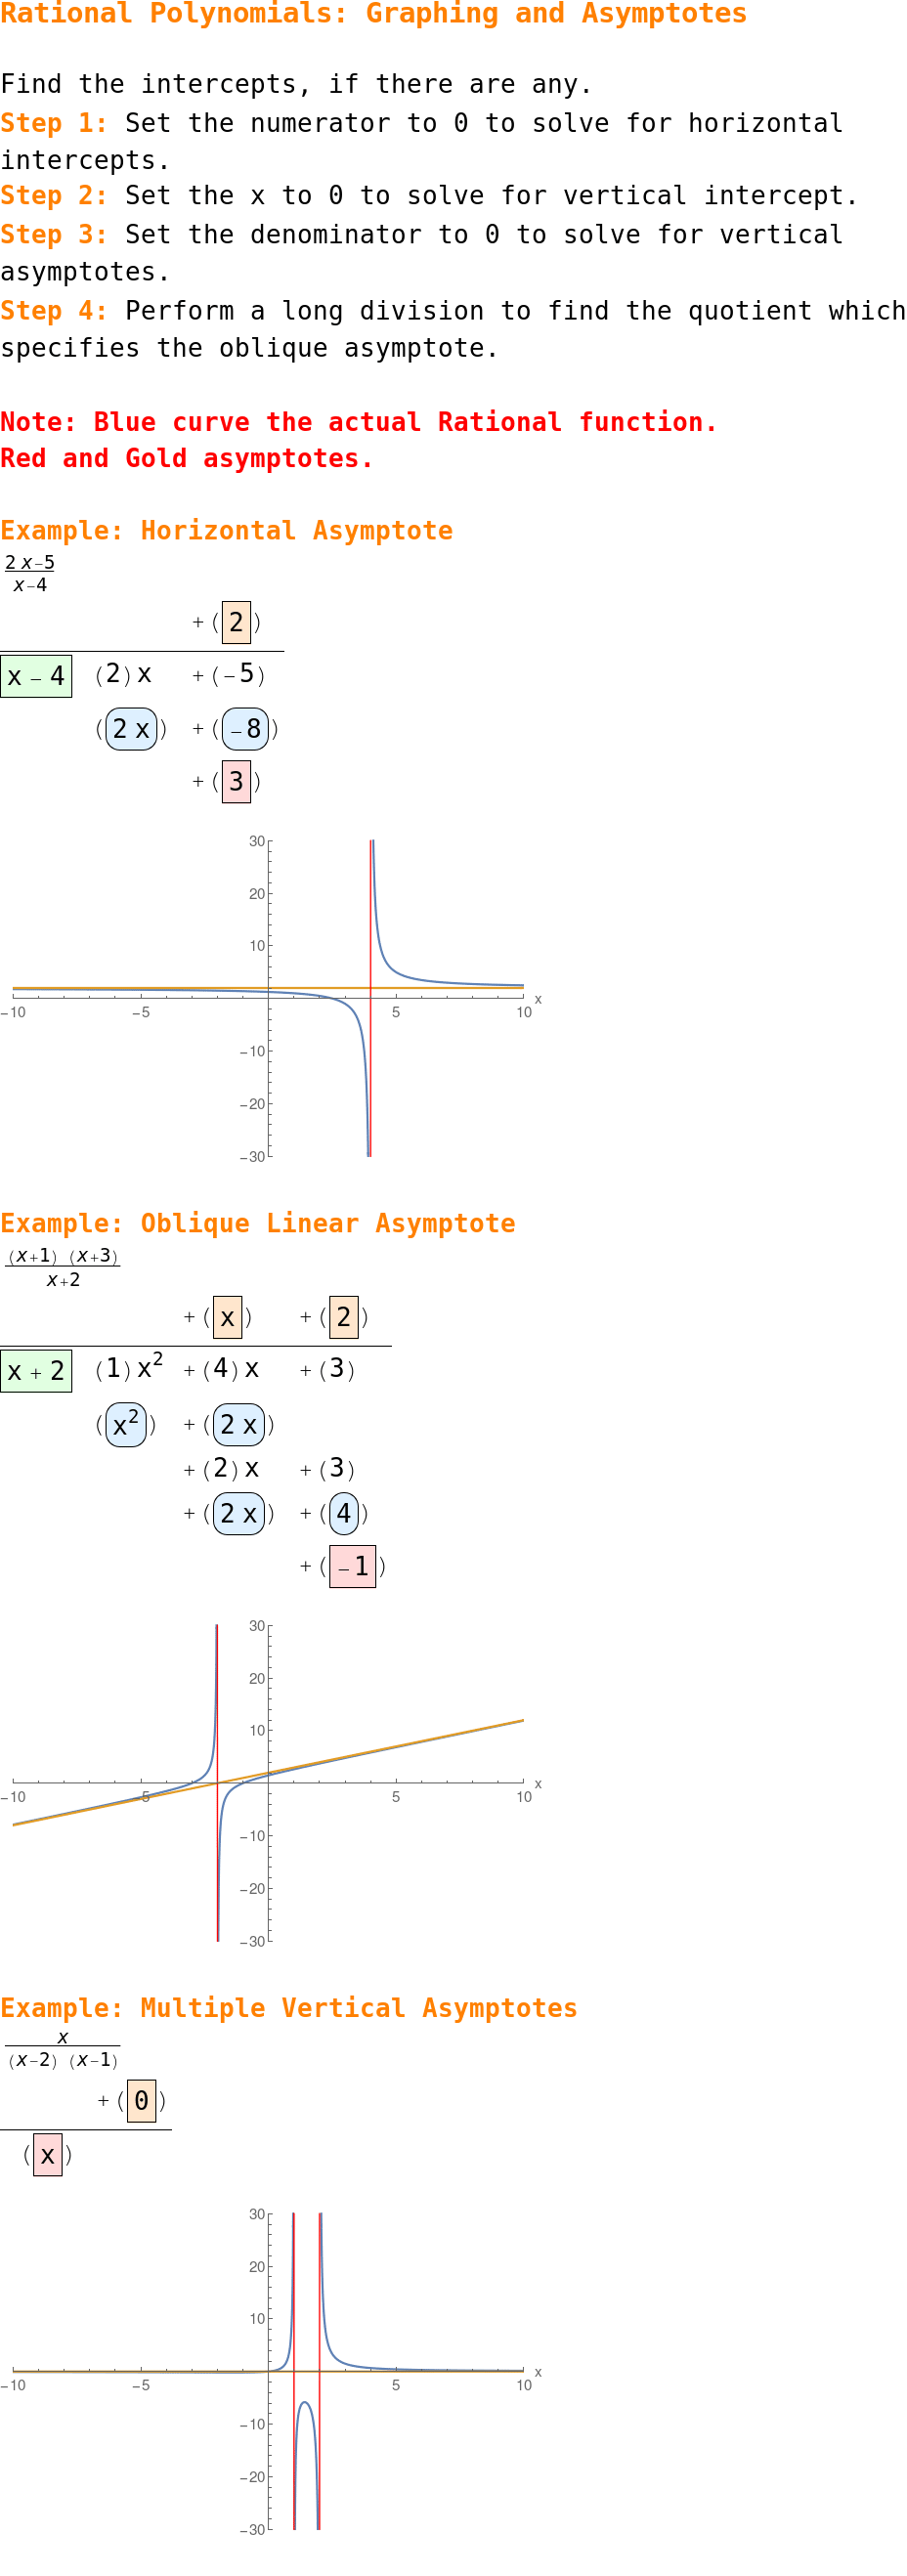 Rational Polynomials: Graphing and Asymptotes
Find the intercepts, if there are any.
Step 1: Set the numerator to 0 to solve for horizontal
intercepts.
Step 2: Set the x to 0 to solve for vertical intercept.
Step 3: Set the denominator to 0 to solve for vertical
asymptotes.
Step 4: Perform a long division to find the quotient which
specifies the oblique asymptote.
Note: Blue curve the actual Rational function.
Red and Gold asymptotes.
Example: Horizontal Asymptote
2 x−5
x−4
+ (2)
x − 4 (2) x + (−5)
(2 x) + (−8)
+ (3)
30
20
10
−10 −5 5 10 x
−10
−20
−30
Example: Oblique Linear Asymptote
(x+1) (x+3)
x+2
+ (x) + (2)
x + 2 (1) x² + (4) x + (3)
(x²) + (2 x)
+ (2) x + (3)
+ (2 x) + (4)
+ (−1)
30
20
10
−10 −5 5 10 x
−10
−20
−30
Example: Multiple Vertical Asymptotes
x
(x−2) (x−1)
+ (0)
(x)
30
20
10
−10 −5 5 10 x
−10
−20
−30